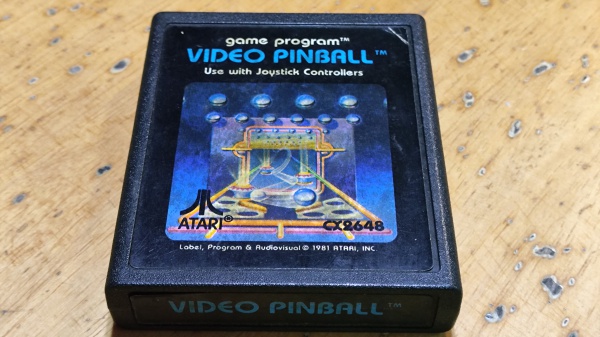 game program™
VIDEO PINBALL™
Use with Joystick Controllers
ATARI®
CX2648
Label, Program & Audiovisual © 1981 ATARI, INC.
VIDEO PINBALL™